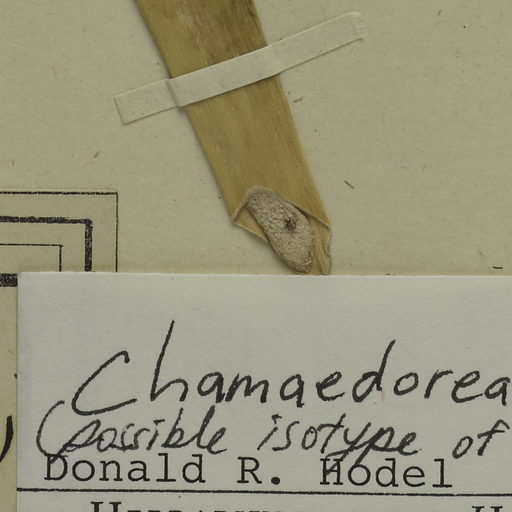 Chamaedorea
(possible isotype of
Donald R. Hodel